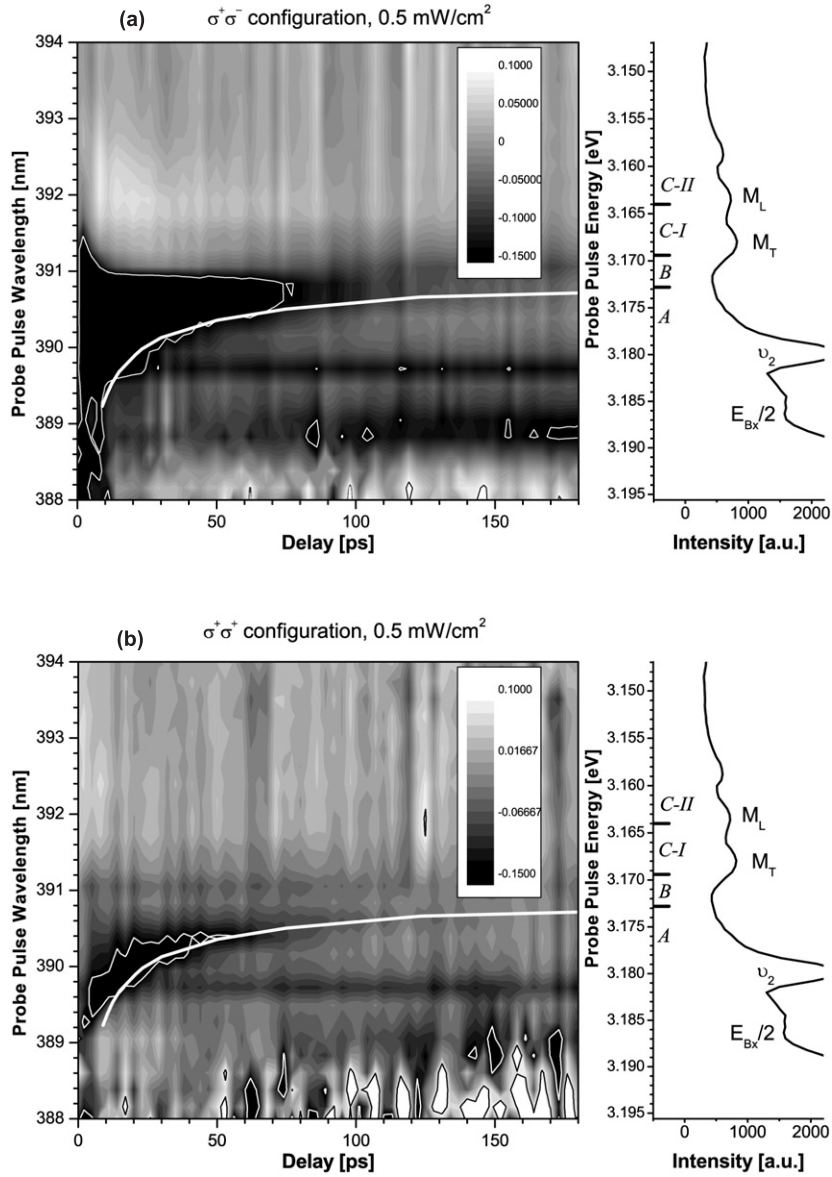 (a)
σ⁺σ⁻ configuration, 0.5 mW/cm²
394
393
392
391
390
389
388
Probe Pulse Wavelength [nm]
0.1000
0.05000
0
-0.05000
-0.1000
-0.1500
0
50
100
150
Delay [ps]
3.150
3.155
3.160
3.165
3.170
3.175
3.180
3.185
3.190
3.195
Probe Pulse Energy [eV]
C-II
C-I
B
A
M_L
M_T
υ₂
E_Bx/2
0
1000
2000
Intensity [a.u.]
(b)
σ⁺σ⁺ configuration, 0.5 mW/cm²
394
393
392
391
390
389
388
Probe Pulse Wavelength [nm]
0.1000
0.01667
-0.06667
-0.1500
0
50
100
150
Delay [ps]
3.150
3.155
3.160
3.165
3.170
3.175
3.180
3.185
3.190
3.195
Probe Pulse Energy [eV]
C-II
C-I
B
A
M_L
M_T
υ₂
E_Bx/2
0
1000
2000
Intensity [a.u.]